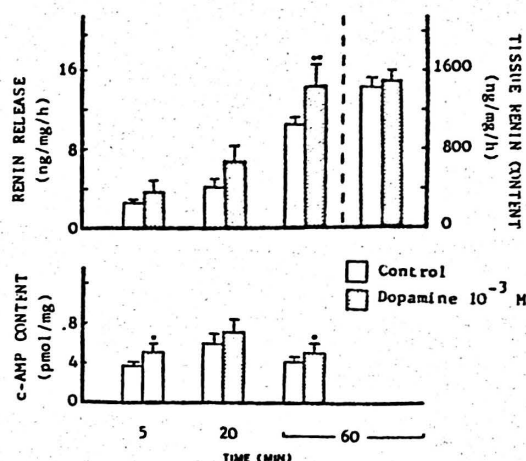 RENIN RELEASE
(ng/mg/h)
16
8
0
1600
800
0
TISSUE RENIN CONTENT
(ng/mg/h)
**
c-AMP CONTENT
(pmol/mg)
.8
4
0
*
*
Control
Dopamine 10⁻³ M
5
20
60
TIME (MIN)